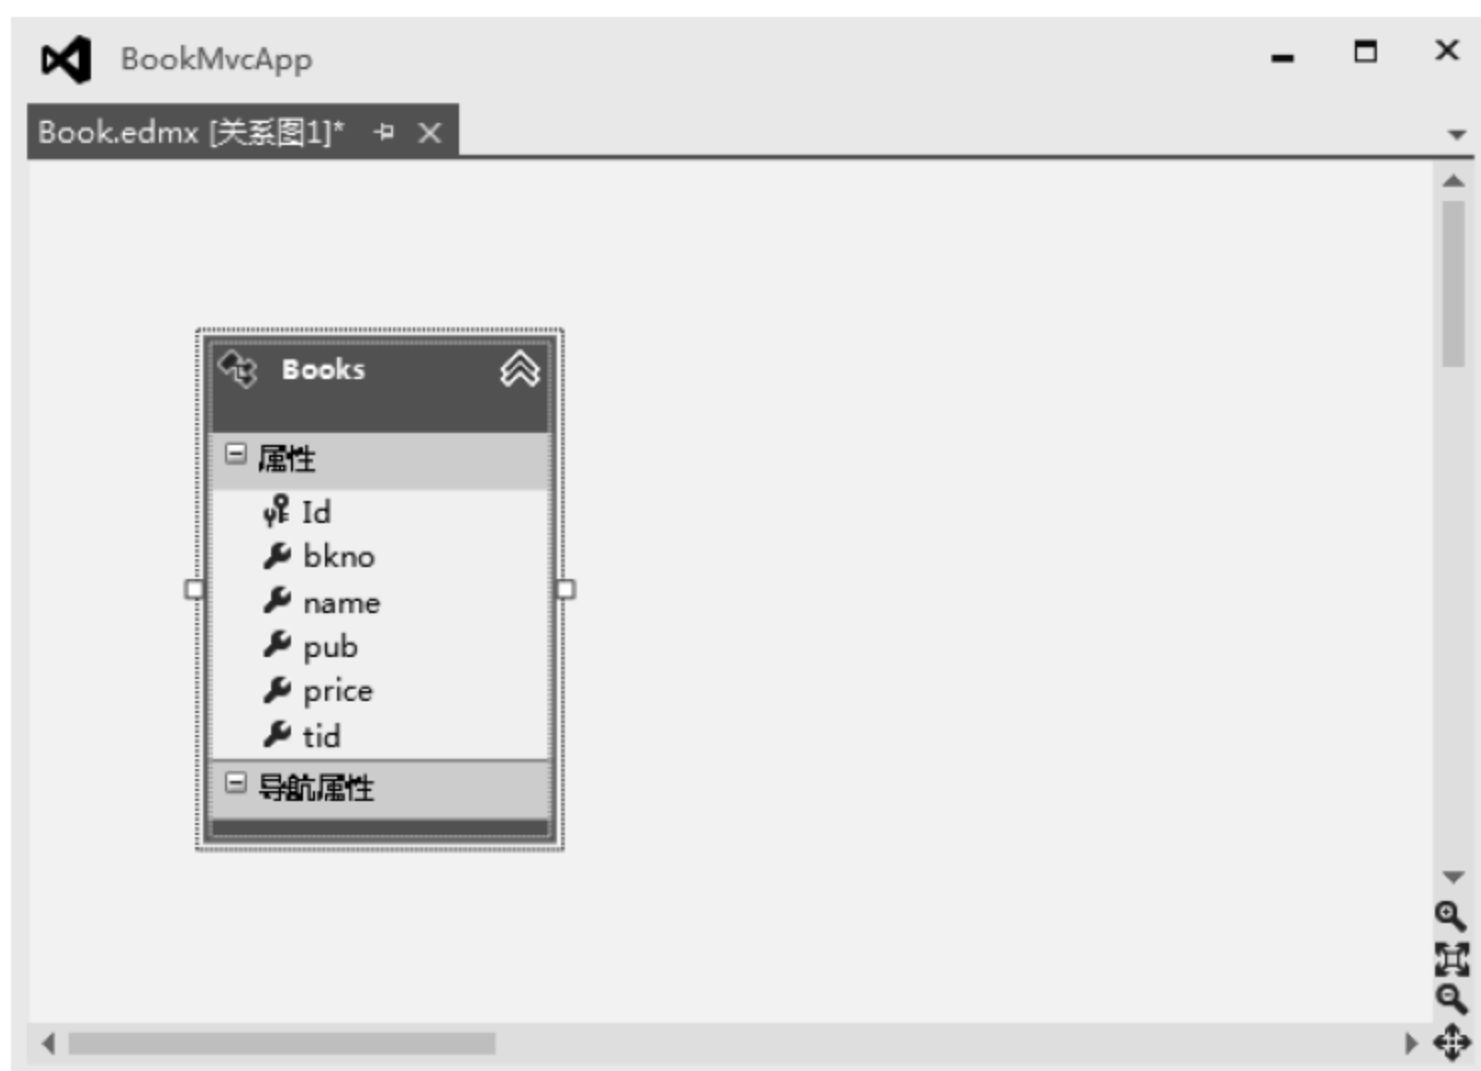 BookMvcApp
Book.edmx [关系图1]*
Books
属性
Id
bkno
name
pub
price
tid
导航属性